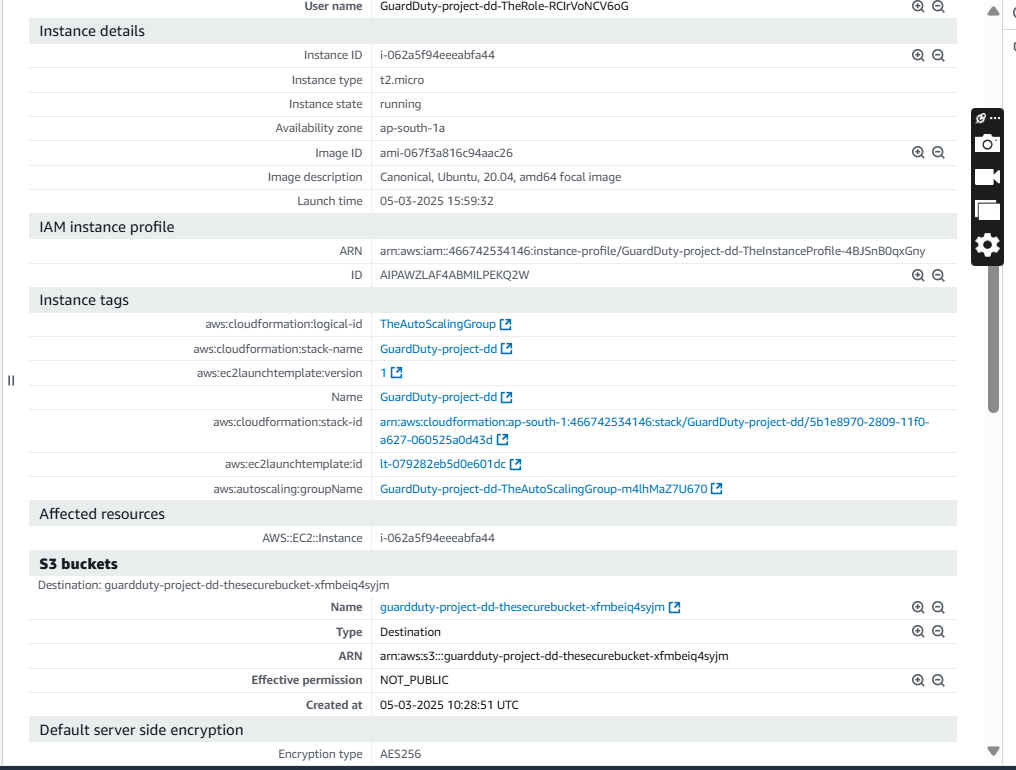 User name GuardDuty-project-dd-TheRole-RCIrVoNCV6oG
Instance details
Instance ID i-062a5f94eeeabfa44
Instance type t2.micro
Instance state running
Availability zone ap-south-1a
Image ID ami-067f3a816c94aac26
Image description Canonical, Ubuntu, 20.04, amd64 focal image
Launch time 05-03-2025 15:59:32
IAM instance profile
ARN arn:aws:iam::466742534146:instance-profile/GuardDuty-project-dd-TheInstanceProfile-4BJSnB0qxGny
ID AIPAWZLAF4ABMILPEKQ2W
Instance tags
aws:cloudformation:logical-id TheAutoScalingGroup
aws:cloudformation:stack-name GuardDuty-project-dd
aws:ec2launchtemplate:version 1
Name GuardDuty-project-dd
aws:cloudformation:stack-id arn:aws:cloudformation:ap-south-1:466742534146:stack/GuardDuty-project-dd/5b1e8970-2809-11f0-
a627-060525a0d43d
aws:ec2launchtemplate:id lt-079282eb5d0e601dc
aws:autoscaling:groupName GuardDuty-project-dd-TheAutoScalingGroup-m4lhMaZ7U670
Affected resources
AWS::EC2::Instance i-062a5f94eeeabfa44
S3 buckets
Destination: guardduty-project-dd-thesecurebucket-xfmbeiq4syjm
Name guardduty-project-dd-thesecurebucket-xfmbeiq4syjm
Type Destination
ARN arn:aws:s3:::guardduty-project-dd-thesecurebucket-xfmbeiq4syjm
Effective permission NOT_PUBLIC
Created at 05-03-2025 10:28:51 UTC
Default server side encryption
Encryption type AES256